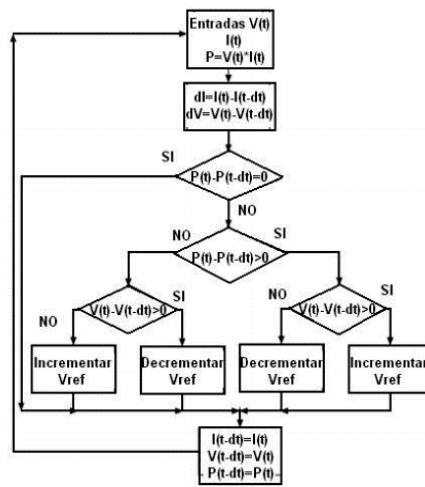 Entradas V(t)
I(t)
P=V(t)*I(t)
dI=I(t)-I(t-dt)
dV=V(t)-V(t-dt)
SI
P(t)-P(t-dt)=0
NO
NO
SI
P(t)-P(t-dt)>0
NO
SI
V(t)-V(t-dt)>0
SI
NO
V(t)-V(t-dt)>0
Incrementar
Vref
Decrementar
Vref
Decrementar
Vref
Incrementar
Vref
I(t-dt)=I(t)
V(t-dt)=V(t)
P(t-dt)=P(t)